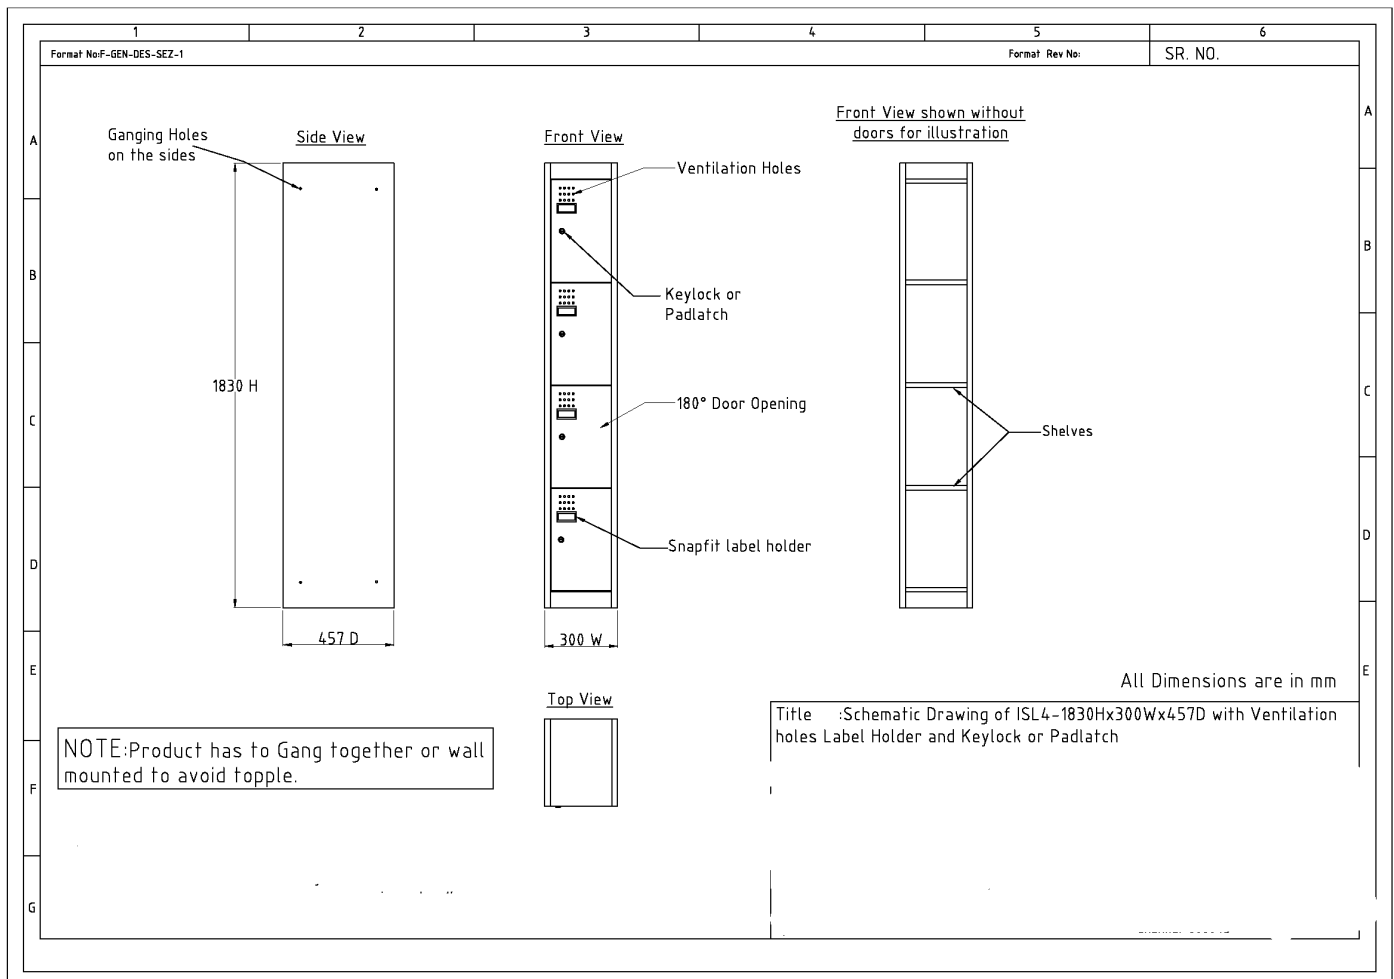 1 2 3 4 5 6
Format No:F-GEN-DES-SEZ-1
Format Rev No:
SR. NO.
A
B
C
D
E
F
G
A
B
C
D
E
Ganging Holes
on the sides
Side View
1830 H
457 D
Front View
Ventilation Holes
Keylock or
Padlatch
180° Door Opening
Snapfit label holder
300 W
Front View shown without
doors for illustration
Shelves
Top View
NOTE:Product has to Gang together or wall
mounted to avoid topple.
All Dimensions are in mm
Title :Schematic Drawing of ISL4-1830Hx300Wx457D with Ventilation
holes Label Holder and Keylock or Padlatch